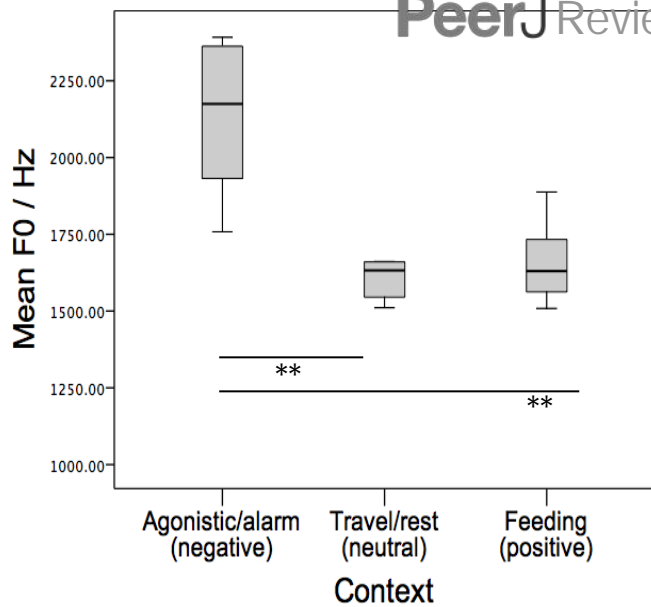 PeerJ
Mean F0 / Hz
2250.00
2000.00
1750.00
1500.00
1250.00
1000.00
**
**
Agonistic/alarm
(negative)
Travel/rest
(neutral)
Feeding
(positive)
Context